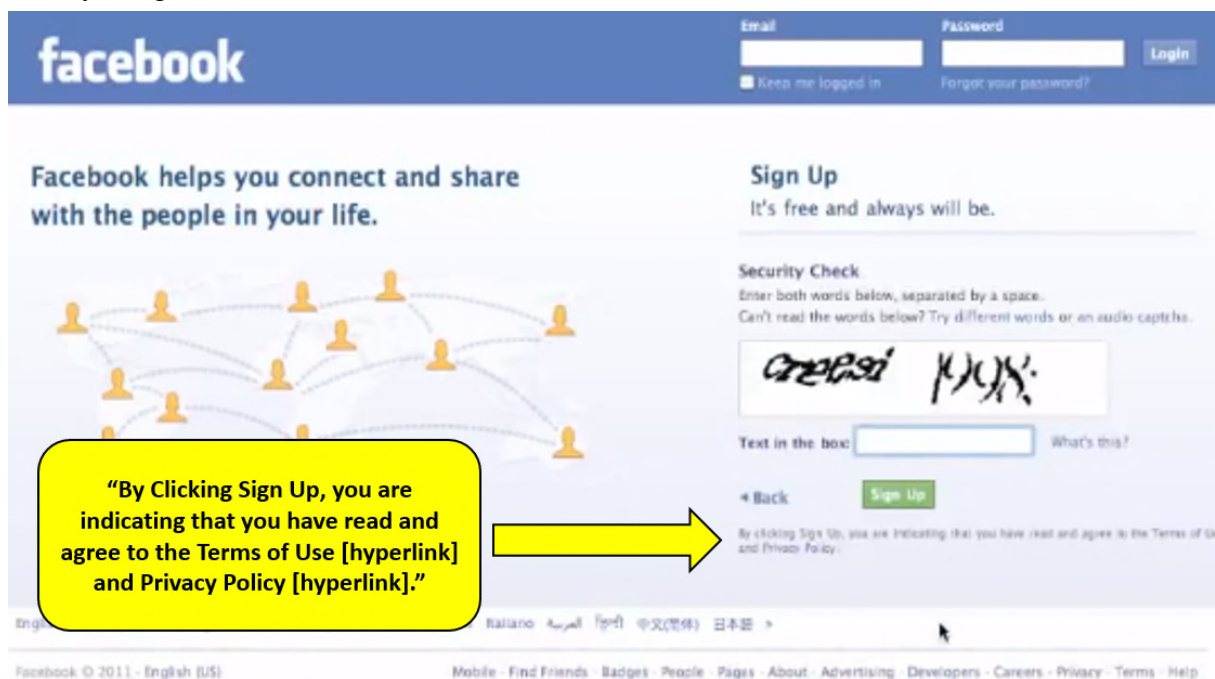 Email Password
facebook
Login
Keep me logged in Forgot your password?
Facebook helps you connect and share
with the people in your life.
Sign Up
It's free and always will be.
Security Check
Enter both words below, separated by a space.
Can't read the words below? Try different words or an audio captcha.
Text in the box: What's this?
Back Sign Up
By clicking Sign Up, you are indicating that you have read and agree to the Terms of
and Privacy Policy.
“By Clicking Sign Up, you are
indicating that you have read and
agree to the Terms of Use [hyperlink]
and Privacy Policy [hyperlink].”
Italiano العربية हिन्दी 中文(简体) 日本語 »
Facebook © 2011 - English (US) Mobile - Find Friends - Badges - People - Pages - About - Advertising - Developers - Careers - Privacy - Terms - Help